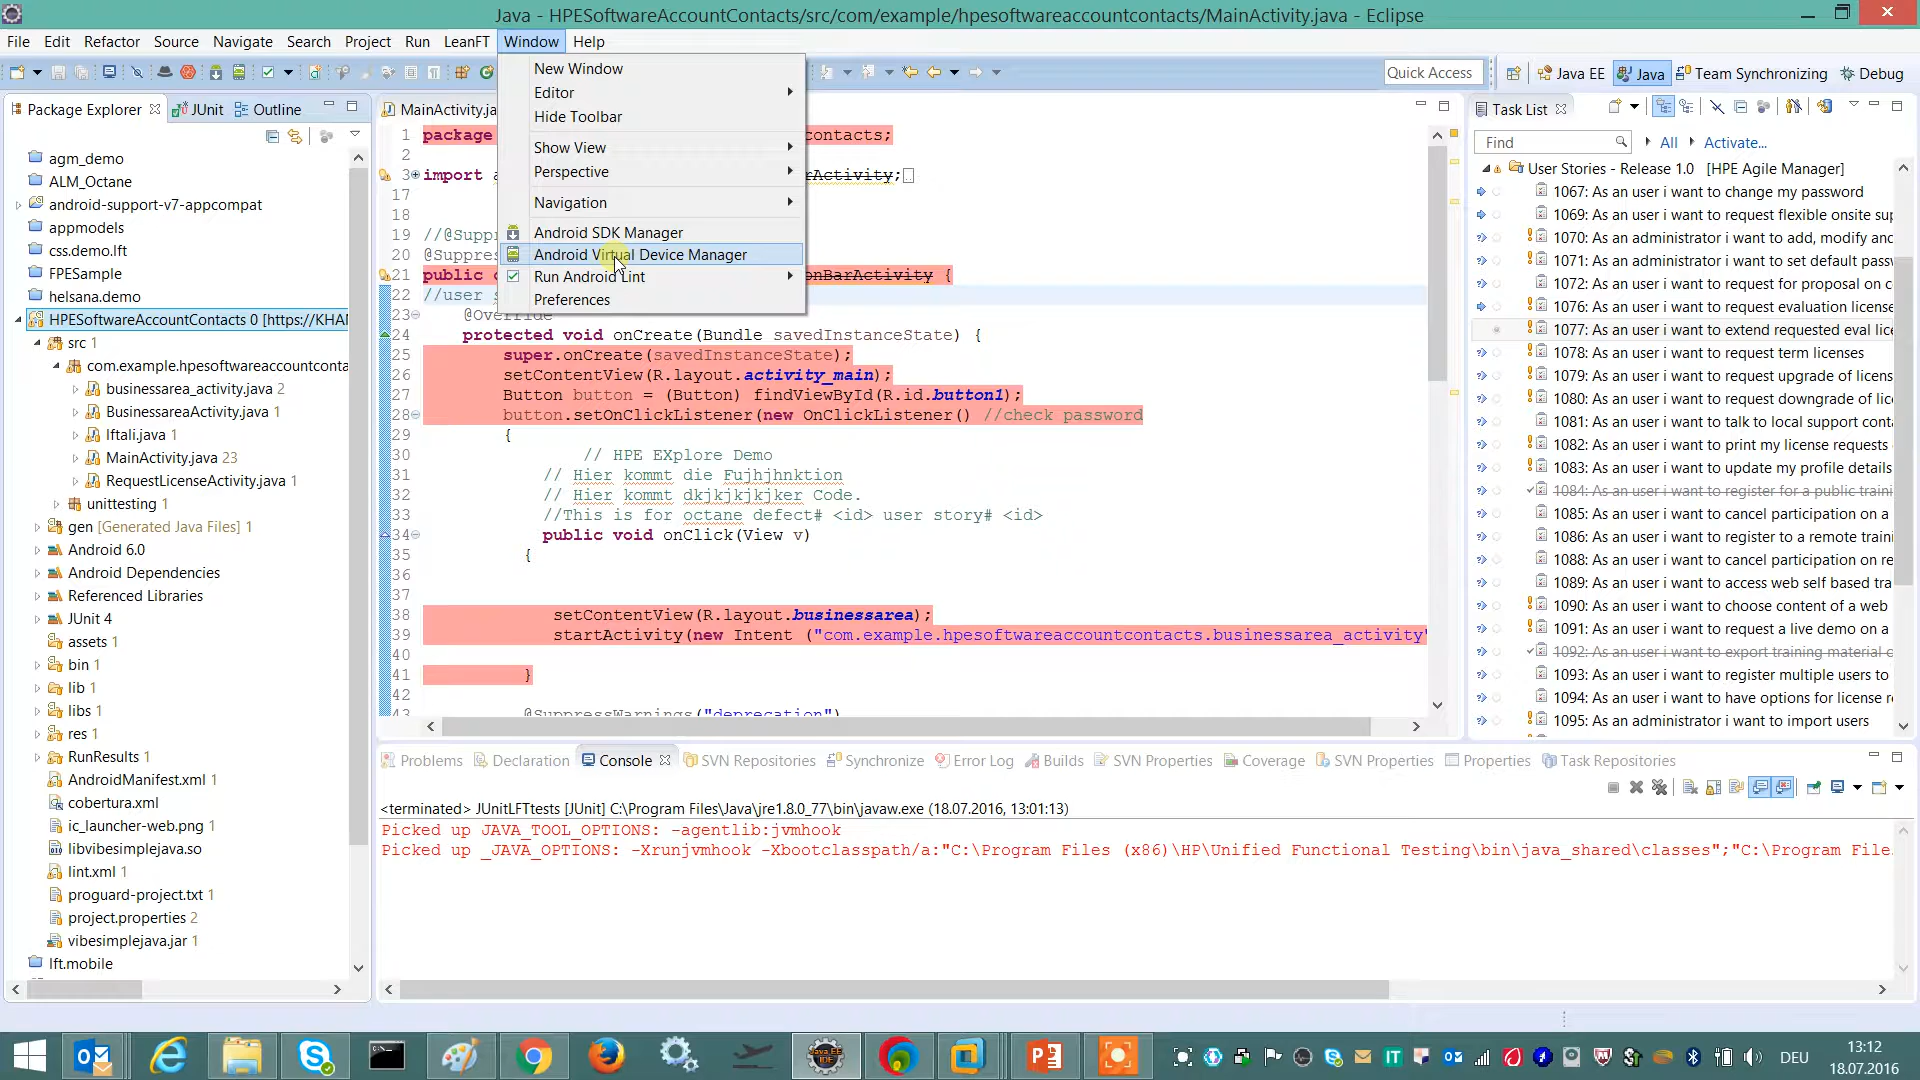 Java - HPESoftwareAccountContacts/src/com/example/hpesoftwareaccountcontacts/MainActivity.java - Eclipse
File Edit Refactor Source Navigate Search Project Run LeanFT Window Help
Quick Access
Java EE Java Team Synchronizing Debug
New Window
Editor
Hide Toolbar
Show View
Perspective
Navigation
Android SDK Manager
Android Virtual Device Manager
Run Android Lint
Preferences
Package Explorer JUnit Outline
agm_demo
ALM_Octane
android-support-v7-appcompat
appmodels
css.demo.lft
FPESample
helsana.demo
HPESoftwareAccountContacts 0 [https://KHAN
src 1
com.example.hpesoftwareaccountconta
businessarea_activity.java 2
BusinessareaActivity.java 1
Iftali.java 1
MainActivity.java 23
RequestLicenseActivity.java 1
unittesting 1
gen [Generated Java Files] 1
Android 6.0
Android Dependencies
Referenced Libraries
JUnit 4
assets 1
bin 1
lib 1
libs 1
res 1
RunResults 1
AndroidManifest.xml 1
cobertura.xml
ic_launcher-web.png 1
libvibesimplejava.so
lint.xml 1
proguard-project.txt 1
project.properties 2
vibesimplejava.jar 1
lft.mobile
MainActivity.ja
1 package contacts;
2
3 import a rActivity;
17
18
19 //@Suppr
20 @Suppres
21 public c onBarActivity {
22 //user s
23 @Override
24 protected void onCreate(Bundle savedInstanceState) {
25 super.onCreate(savedInstanceState);
26 setContentView(R.layout.activity_main);
27 Button button = (Button) findViewById(R.id.button1);
28 button.setOnClickListener(new OnClickListener() //check password
29 {
30 // HPE EXplore Demo
31 // Hier kommt die Fujhjhnktion
32 // Hier kommt dkjkjkjkjker Code.
33 //This is for octane defect# <id> user story# <id>
34 public void onClick(View v)
35 {
36
37
38 setContentView(R.layout.businessarea);
39 startActivity(new Intent ("com.example.hpesoftwareaccountcontacts.businessarea_activity"
40
41 }
42
43 @SuppressWarnings("deprecation")
Task List
Find All Activate...
User Stories - Release 1.0 [HPE Agile Manager]
1067: As an user i want to change my password
1069: As an user i want to request flexible onsite sup
1070: As an administrator i want to add, modify and
1071: As an administrator i want to set default passw
1072: As an user i want to request for proposal on c
1076: As an user i want to request evaluation license
1077: As an user i want to extend requested eval lice
1078: As an user i want to request term licenses
1079: As an user i want to request upgrade of licens
1080: As an user i want to request downgrade of lic
1081: As an user i want to talk to local support cont
1082: As an user i want to print my license requests
1083: As an user i want to update my profile details
1084: As an user i want to register for a public traini
1085: As an user i want to cancel participation on a
1086: As an user i want to register to a remote traini
1088: As an user i want to cancel participation on re
1089: As an user i want to access web self based tra
1090: As an user i want to choose content of a web
1091: As an user i want to request a live demo on a
1092: As an user i want to export training material c
1093: As an user i want to register multiple users to
1094: As an user i want to have options for license r
1095: As an administrator i want to import users
Problems Declaration Console SVN Repositories Synchronize Error Log Builds SVN Properties Coverage SVN Properties Properties Task Repositories
<terminated> JUnitLFTtests [JUnit] C:\Program Files\Java\jre1.8.0_77\bin\javaw.exe (18.07.2016, 13:01:13)
Picked up JAVA_TOOL_OPTIONS: -agentlib:jvmhook
Picked up _JAVA_OPTIONS: -Xrunjvmhook -Xbootclasspath/a:"C:\Program Files (x86)\HP\Unified Functional Testing\bin\java_shared\classes";"C:\Program File
DEU
13:12
18.07.2016